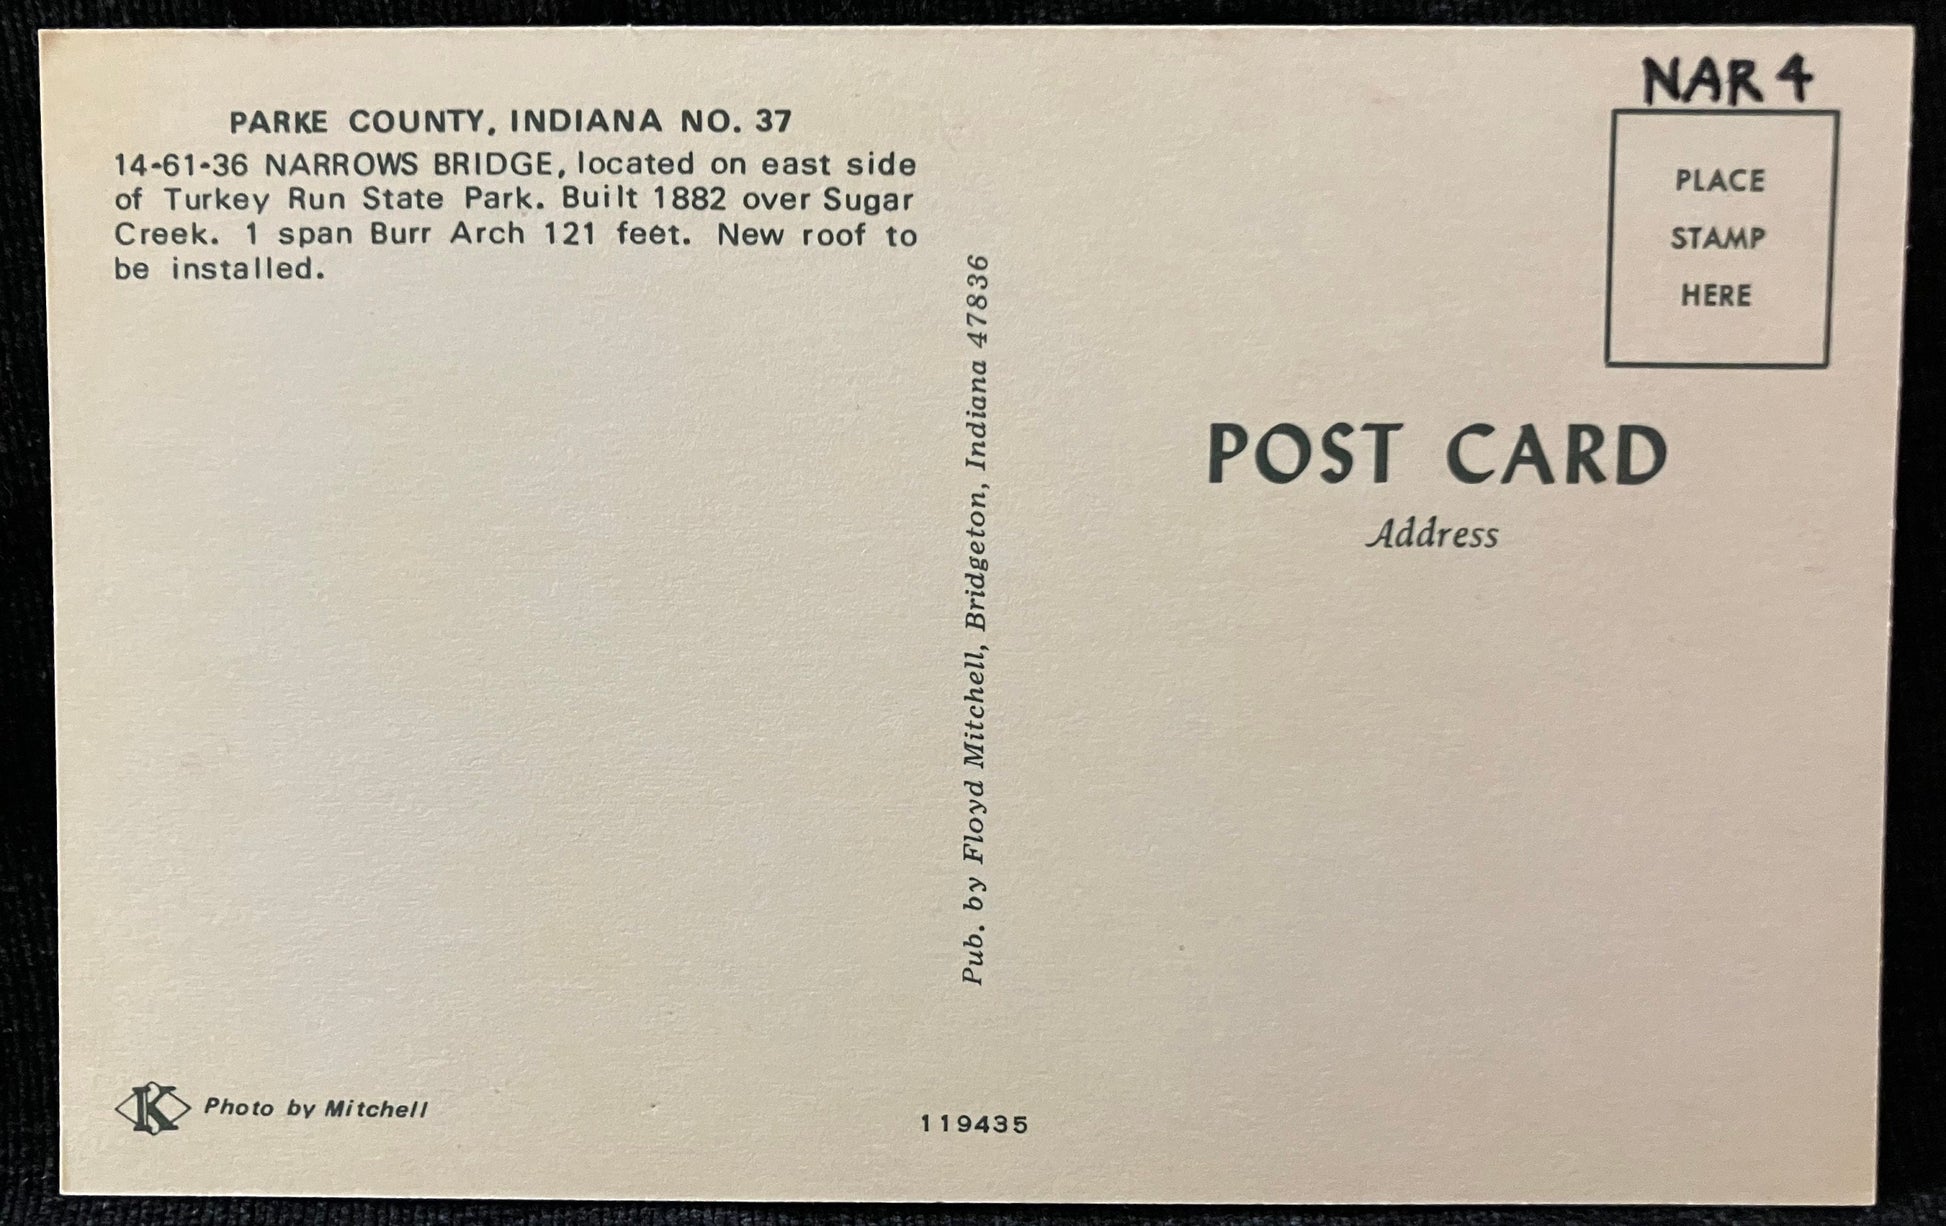 PARKE COUNTY, INDIANA NO. 37
14-61-36 NARROWS BRIDGE, located on east side
of Turkey Run State Park. Built 1882 over Sugar
Creek. 1 span Burr Arch 121 feet. New roof to
be installed.
Pub. by Floyd Mitchell, Bridgeton, Indiana 47836
NAR 4
PLACE
STAMP
HERE
POST CARD
Address
K Photo by Mitchell
119435